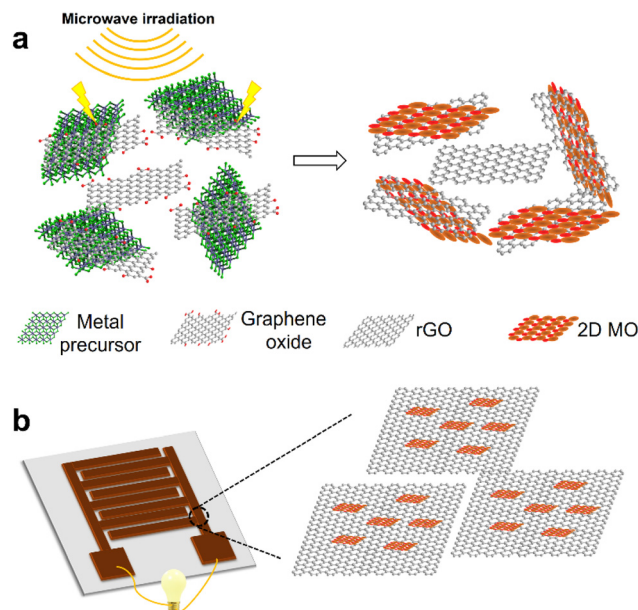 Microwave irradiation
a
Metal
precursor
Graphene
oxide
rGO
2D MO
b